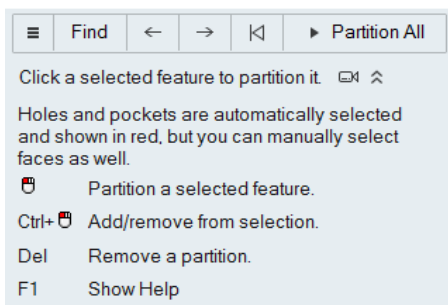 Find Partition All
Click a selected feature to partition it.
Holes and pockets are automatically selected
and shown in red, but you can manually select
faces as well.
Partition a selected feature.
Ctrl+ Add/remove from selection.
Del Remove a partition.
F1 Show Help